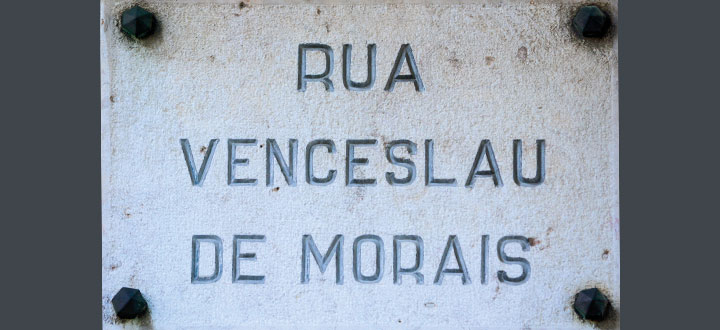 RUA
VENCESLAU
DE MORAIS